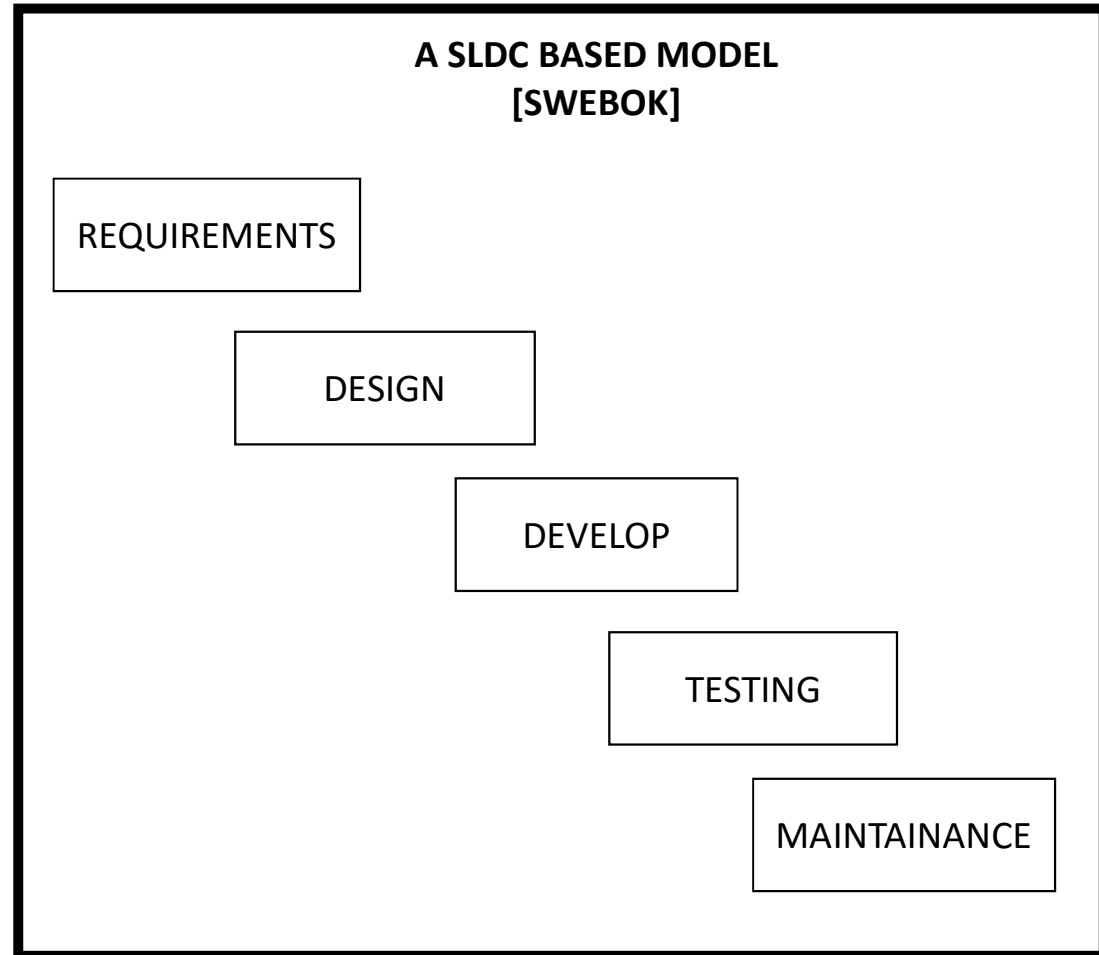 A SLDC BASED MODEL
[SWEBOK]
REQUIREMENTS
DESIGN
DEVELOP
TESTING
MAINTAINANCE